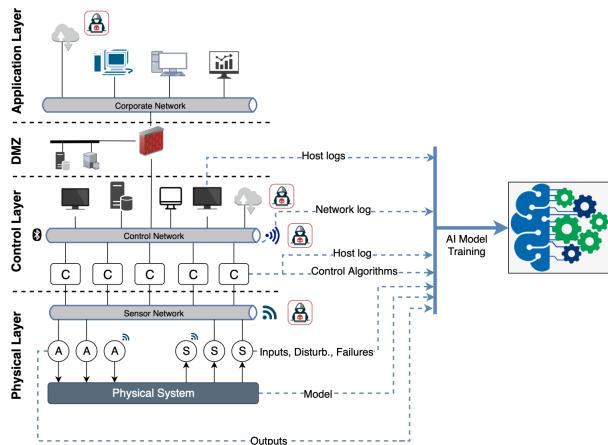 Application Layer
Corporate Network
DMZ
Host logs
Control Layer
Network log
Control Network
AI Model
Training
Host log
C C C C C
Control Algorithms
Physical Layer
Sensor Network
A A A S S S
Inputs, Disturb., Failures
Physical System
Model
Outputs